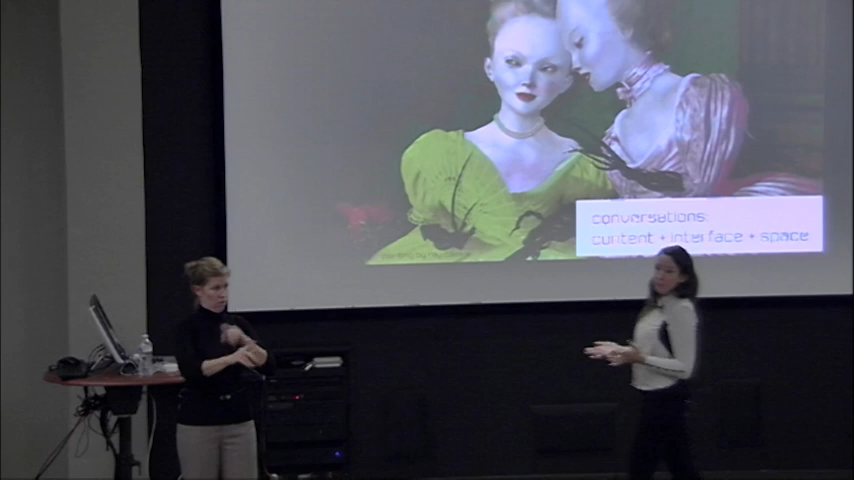 conversations:
content + interface + space